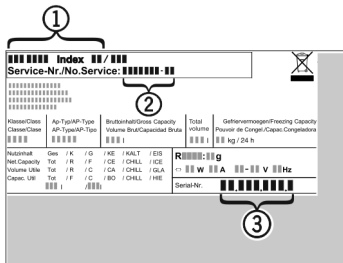 1
Index /
Service-Nr./No.Service: -
2
Klasse/Class Ap-Typ/AP-Type Bruttoinhalt/Gross Capacity Total Gefriervermoegen/Freezing Capacity
Classe/Clase AP-Type/AP-Tipo Volume Brut/Capacidad Bruta volume Pouvoir de Congel./Capac.Congeladora
l l kg / 24 h
Nutzinhalt Ges / K / G / KE / KALT / EIS
Net.Capacity Tot / R / F / CE / CHILL / ICE
Volume Utile Tot / R / C / CA / CHILL / GLA
Capac. Util Tot / F / C / BO / CHILL / HIE
l / l
R : g
W A - V Hz
Serial-Nr. . . .
3